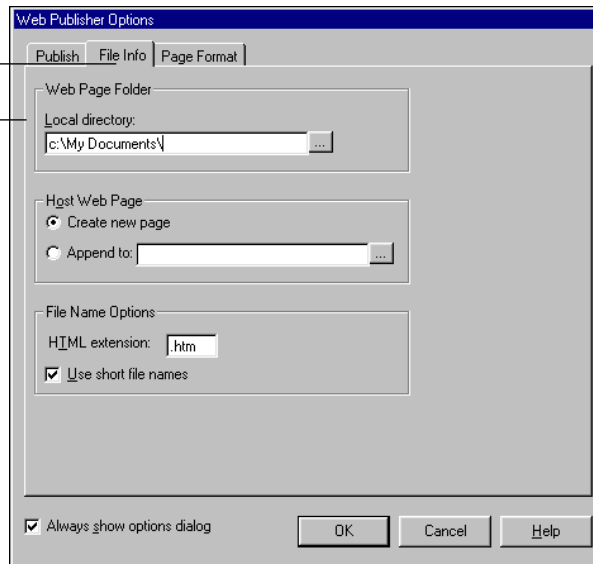 Web Publisher Options
Publish File Info Page Format
Web Page Folder
Local directory:
c:\My Documents\
...
Host Web Page
Create new page
Append to:
...
File Name Options
HTML extension: .htm
Use short file names
Always show options dialog
OK Cancel Help